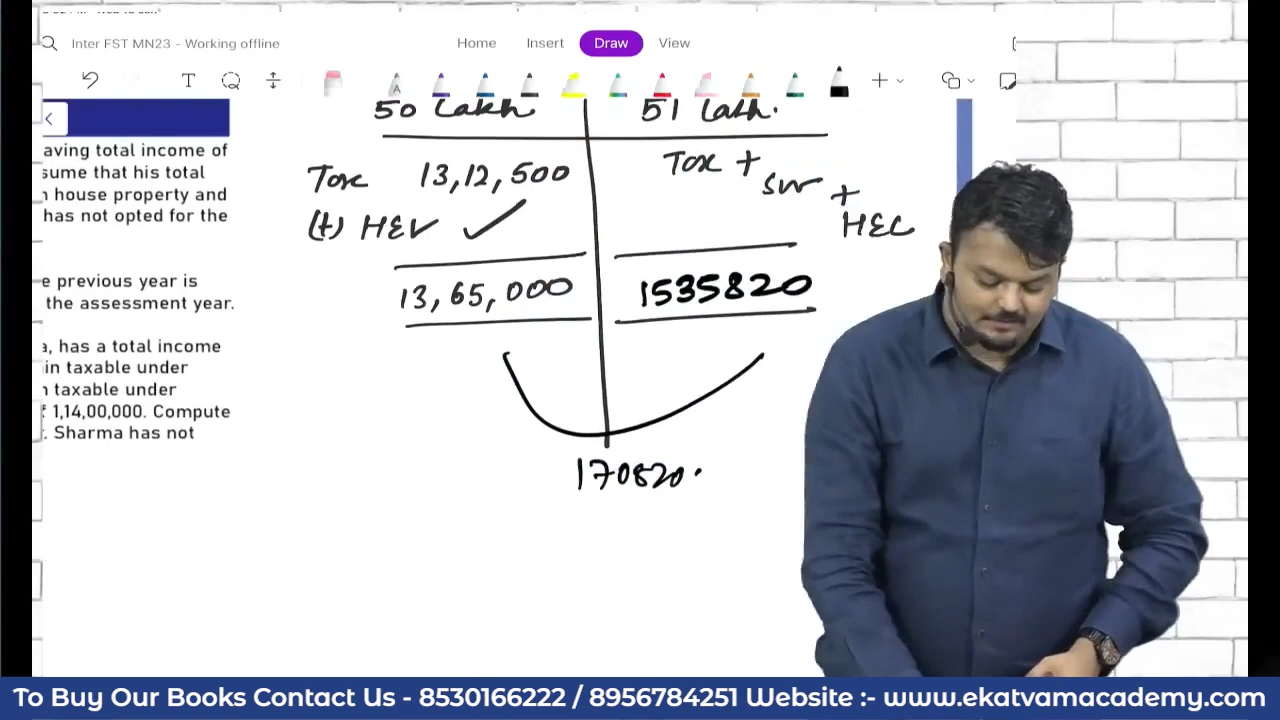 Inter FST MN23 - Working offline
Home Insert Draw View
50 Lakh 51 Lakh.
aving total income of
sume that his total
n house property and
has not opted for the
Tax 13,12,500 Tax + Sur + HEC
(+) HEC
13,65,000 1535820
e previous year is
the assessment year.
a, has a total income
in taxable under
n taxable under
f 1,14,00,000. Compute
r. Sharma has not
170820.
To Buy Our Books Contact Us - 8530166222 / 8956784251 Website :- www.ekatvamacademy.com